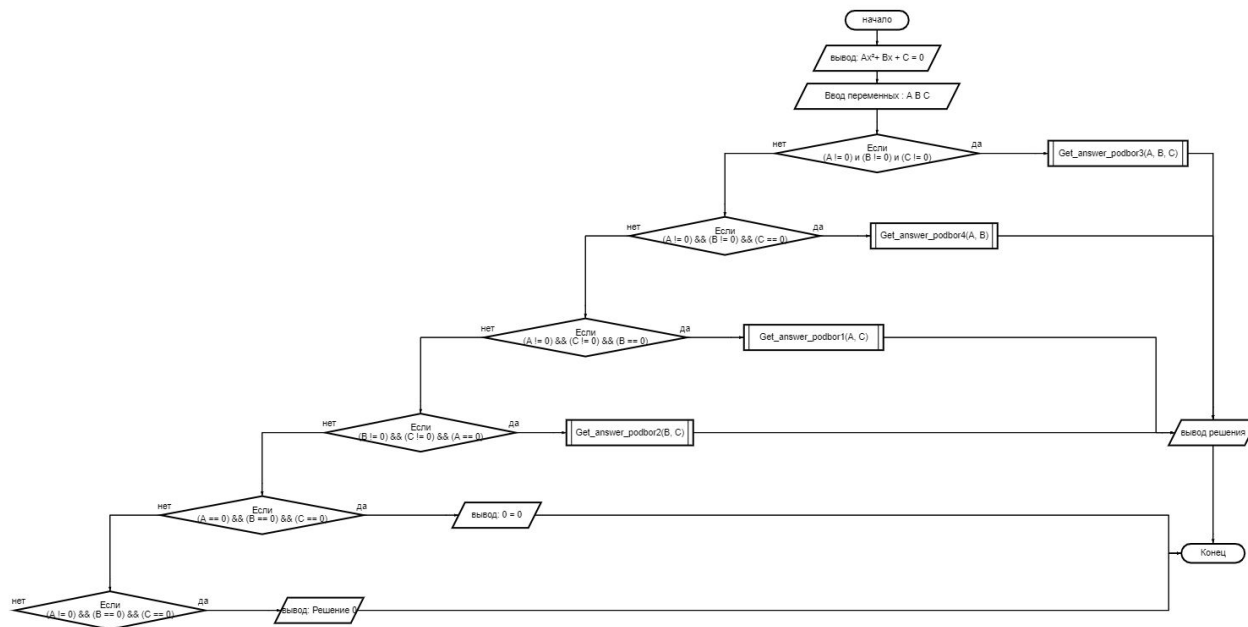 начало
вывод: Ax²+ Bx + C = 0
Ввод переменных : A B C
Если
(A != 0) и (B != 0) и (C != 0)
нет
да
Get_answer_podbor3(A, B, C)
Если
(A != 0) && (B != 0) && (C == 0)
нет
да
Get_answer_podbor4(A, B)
Если
(A != 0) && (C != 0) && (B == 0)
нет
да
Get_answer_podbor1(A, C)
Если
(B != 0) && (C != 0) && (A == 0)
нет
да
Get_answer_podbor2(B, C)
вывод решения
Если
(A == 0) && (B == 0) && (C == 0)
нет
да
вывод: 0 = 0
Конец
Если
(A != 0) && (B == 0) && (C == 0)
нет
да
вывод: Решение 0